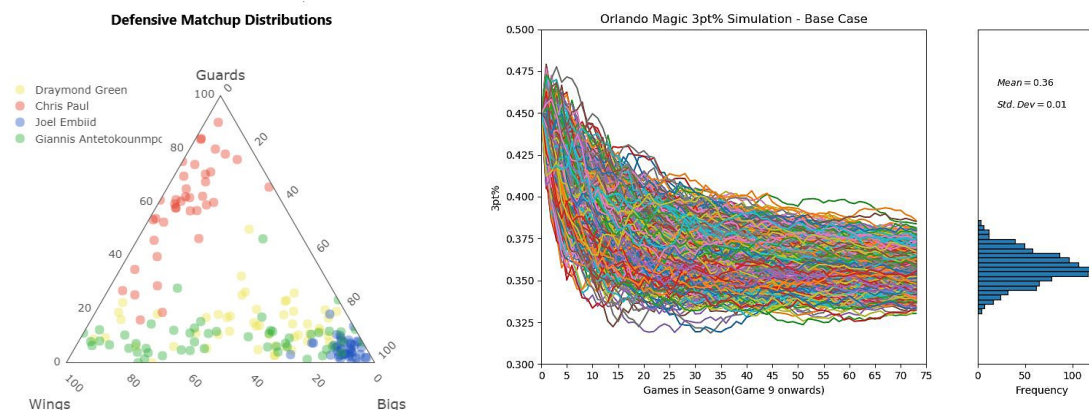 Defensive Matchup Distributions
Draymond Green
Chris Paul
Joel Embiid
Giannis Antetokounmpo
Guards
100
80
60
40
20
0
0
20
40
60
80
100
100
80
60
40
20
0
Wings
Bigs
Orlando Magic 3pt% Simulation - Base Case
3pt%
0.500
0.475
0.450
0.425
0.400
0.375
0.350
0.325
0.300
0 5 10 15 20 25 30 35 40 45 50 55 60 65 70 75
Games in Season(Game 9 onwards)
Mean = 0.36
Std. Dev = 0.01
0 50 100
Frequency